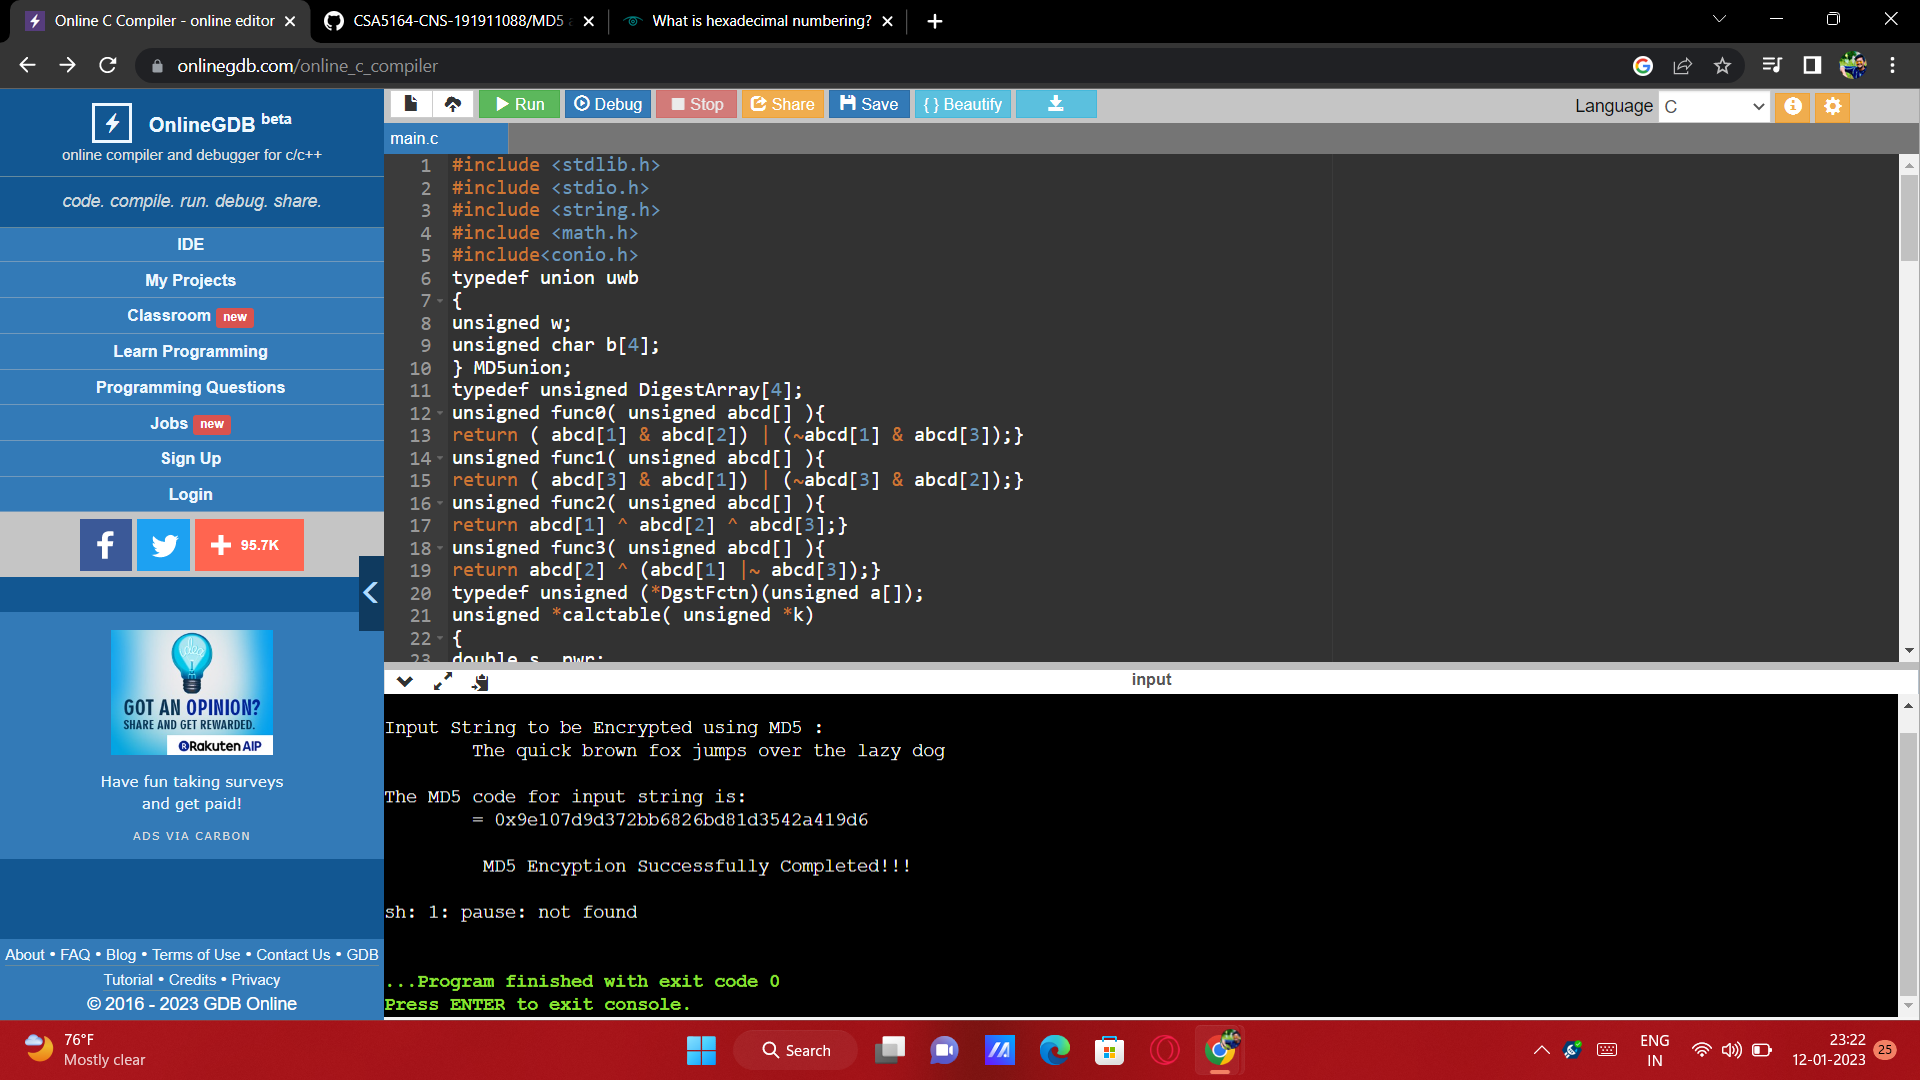 Online C Compiler - online editor
CSA5164-CNS-191911088/MD5
What is hexadecimal numbering?
onlinegdb.com/online_c_compiler
OnlineGDB beta
online compiler and debugger for c/c++
code. compile. run. debug. share.
IDE
My Projects
Classroom new
Learn Programming
Programming Questions
Jobs new
Sign Up
Login
f
+ 95.7K
idea
GOT AN OPINION?
SHARE AND GET REWARDED.
Rakuten AIP
Have fun taking surveys
and get paid!
ADS VIA CARBON
About • FAQ • Blog • Terms of Use • Contact Us • GDB
Tutorial • Credits • Privacy
© 2016 - 2023 GDB Online
Run Debug Stop Share Save { } Beautify
Language C
main.c
1 #include <stdlib.h>
2 #include <stdio.h>
3 #include <string.h>
4 #include <math.h>
5 #include<conio.h>
6 typedef union uwb
7 {
8 unsigned w;
9 unsigned char b[4];
10 } MD5union;
11 typedef unsigned DigestArray[4];
12 unsigned func0( unsigned abcd[] ){
13 return ( abcd[1] & abcd[2]) | (~abcd[1] & abcd[3]);}
14 unsigned func1( unsigned abcd[] ){
15 return ( abcd[3] & abcd[1]) | (~abcd[3] & abcd[2]);}
16 unsigned func2( unsigned abcd[] ){
17 return abcd[1] ^ abcd[2] ^ abcd[3];}
18 unsigned func3( unsigned abcd[] ){
19 return abcd[2] ^ (abcd[1] |~ abcd[3]);}
20 typedef unsigned (*DgstFctn)(unsigned a[]);
21 unsigned *calctable( unsigned *k)
22 {
23 double s, pwr;
input
Input String to be Encrypted using MD5 :
The quick brown fox jumps over the lazy dog
The MD5 code for input string is:
= 0x9e107d9d372bb6826bd81d3542a419d6
MD5 Encyption Successfully Completed!!!
sh: 1: pause: not found
...Program finished with exit code 0
Press ENTER to exit console.
76°F
Mostly clear
Search
ENG
IN
23:22
12-01-2023
25